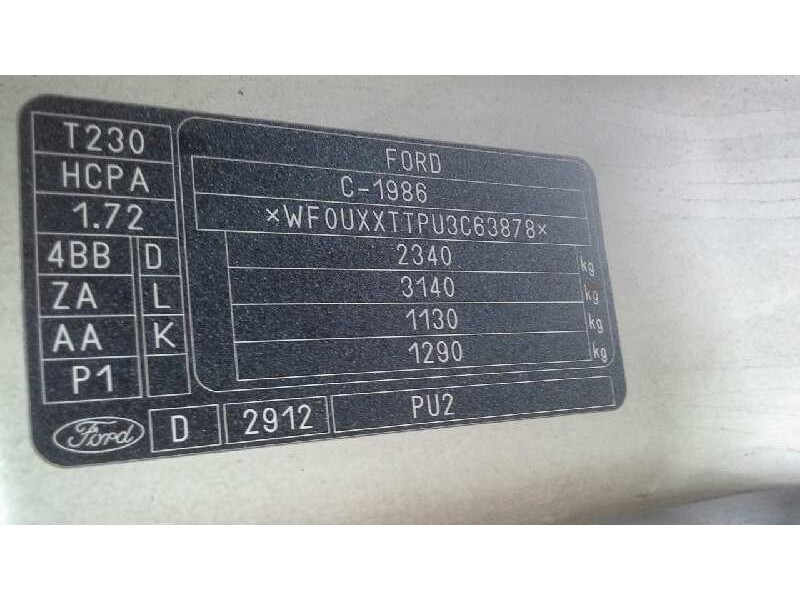 T230
HCPA
1.72
4BB D
ZA L
AA K
P1
FORD
C-1986
*WF0UXXTTPU3C63878*
2340 kg
3140 kg
1130 kg
1290 kg
Ford D 2912 PU2